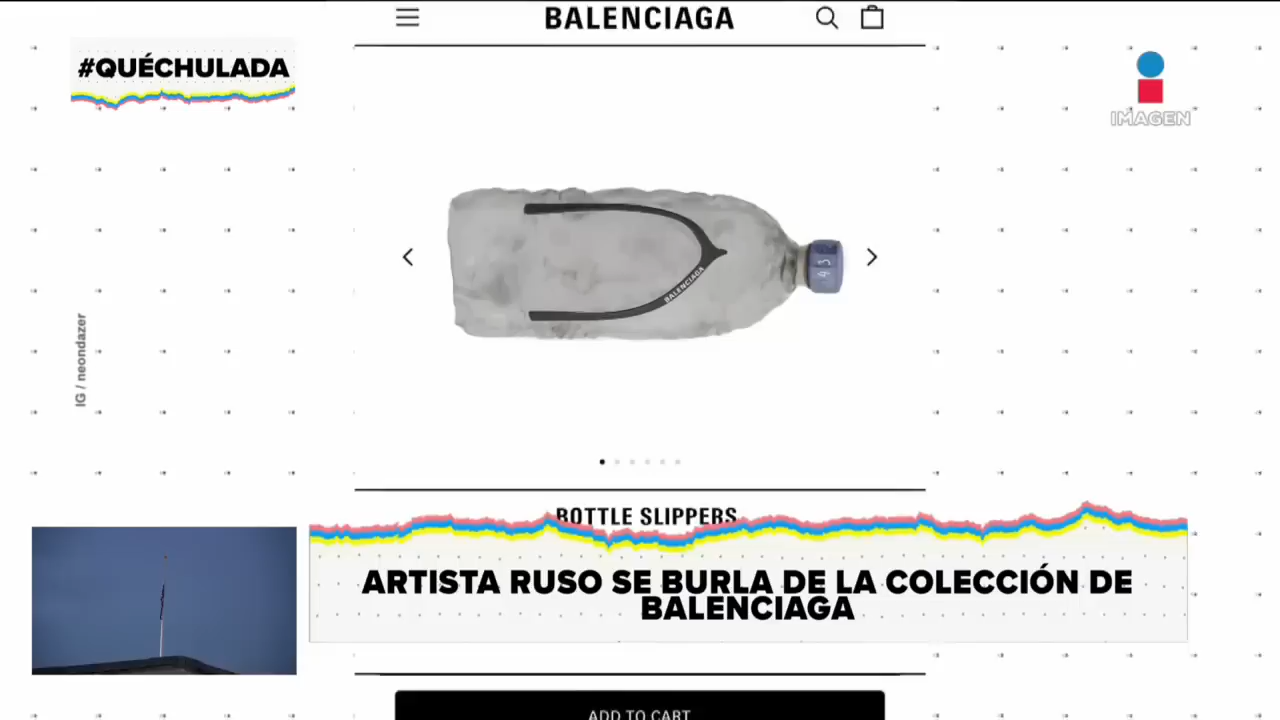 BALENCIAGA
#QUÉCHULADA
IMAGEN
BALENCIAGA
IG / neondazer
BOTTLE SLIPPERS
ARTISTA RUSO SE BURLA DE LA COLECCIÓN DE
BALENCIAGA
ADD TO CART